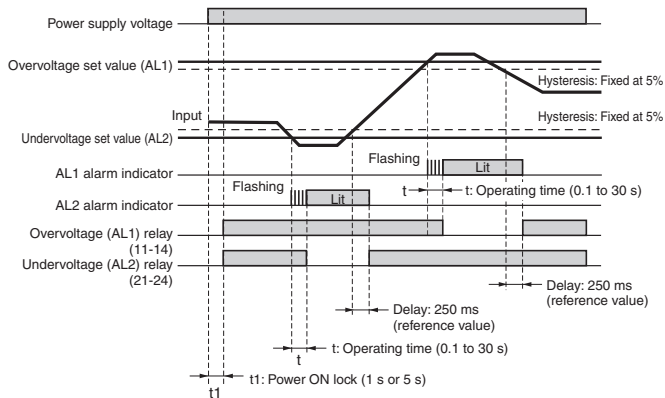 Power supply voltage
Overvoltage set value (AL1)
Hysteresis: Fixed at 5%
Input
Hysteresis: Fixed at 5%
Undervoltage set value (AL2)
Flashing
Lit
AL1 alarm indicator
t
t: Operating time (0.1 to 30 s)
Flashing
Lit
AL2 alarm indicator
Overvoltage (AL1) relay
(11-14)
Undervoltage (AL2) relay
(21-24)
Delay: 250 ms
(reference value)
Delay: 250 ms
(reference value)
t: Operating time (0.1 to 30 s)
t
t1: Power ON lock (1 s or 5 s)
t1